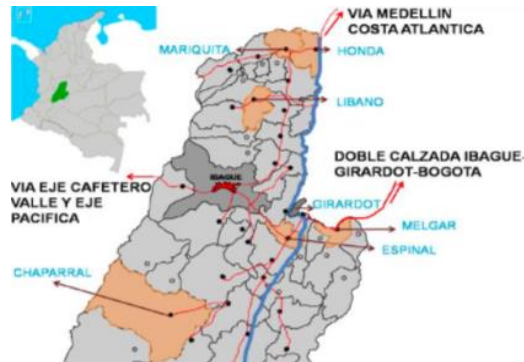 VIA MEDELLIN
COSTA ATLANTICA
MARIQUITA
HONDA
LIBANO
DOBLE CALZADA IBAGUE-
GIRARDOT-BOGOTA
IBAGUE
VIA EJE CAFETERO
VALLE Y EJE
PACIFICA
GIRARDOT
MELGAR
ESPINAL
CHAPARRAL